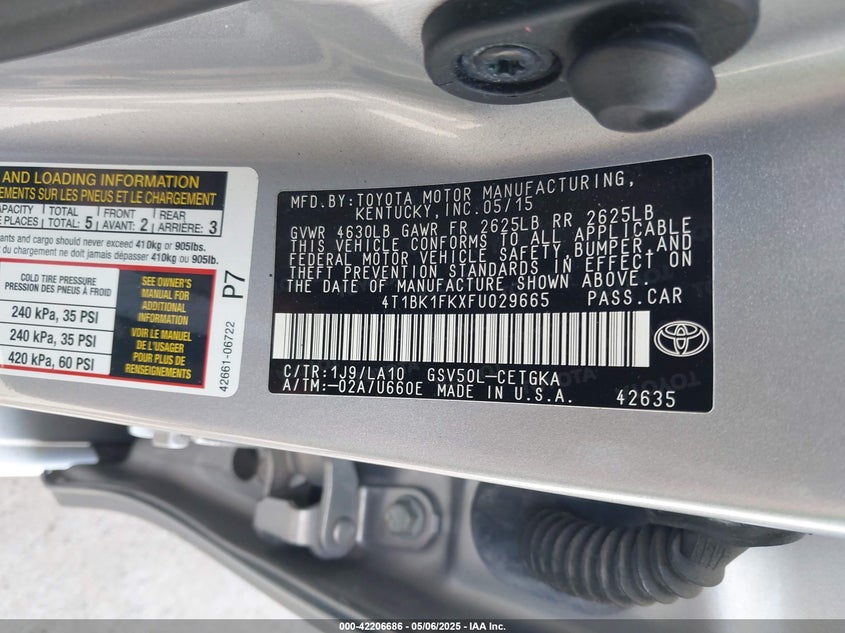 AND LOADING INFORMATION
EMENTS SUR LES PNEUS ET LE CHARGEMENT
APACITY TOTAL FRONT REAR
E PLACES TOTAL: 5 AVANT: 2 ARRIÈRE: 3
ants and cargo should never exceed 410kg or 905lbs.
du chargement ne doit jamais dépasser 410kg ou 905lb.
COLD TIRE PRESSURE
PRESSION DES PNEUS À FROID
240 kPa, 35 PSI
240 kPa, 35 PSI
420 kPa, 60 PSI
SEE OWNER'S
MANUAL FOR
ADDITIONAL
INFORMATION
VOIR LE MANUEL
DE L'USAGER
POUR PLUS DE
RENSEIGNEMENTS
P7
42661-06722
MFD.BY:TOYOTA MOTOR MANUFACTURING,
KENTUCKY,INC.05/15
GVWR 4630LB GAWR FR 2625LB RR 2625LB
THIS VEHICLE CONFORMS TO ALL APPLICABLE
FEDERAL MOTOR VEHICLE SAFETY,BUMPER AND
THEFT PREVENTION STANDARDS IN EFFECT ON
THE DATE OF MANUFACTURE SHOWN ABOVE.
4T1BK1FKXFU029665 PASS.CAR
C/TR:1J9/LA10 GSV50L-CETGKA
A/TM:-02A/U660E MADE IN U.S.A.
42635
000-42206686 - 05/06/2025 - IAA Inc.